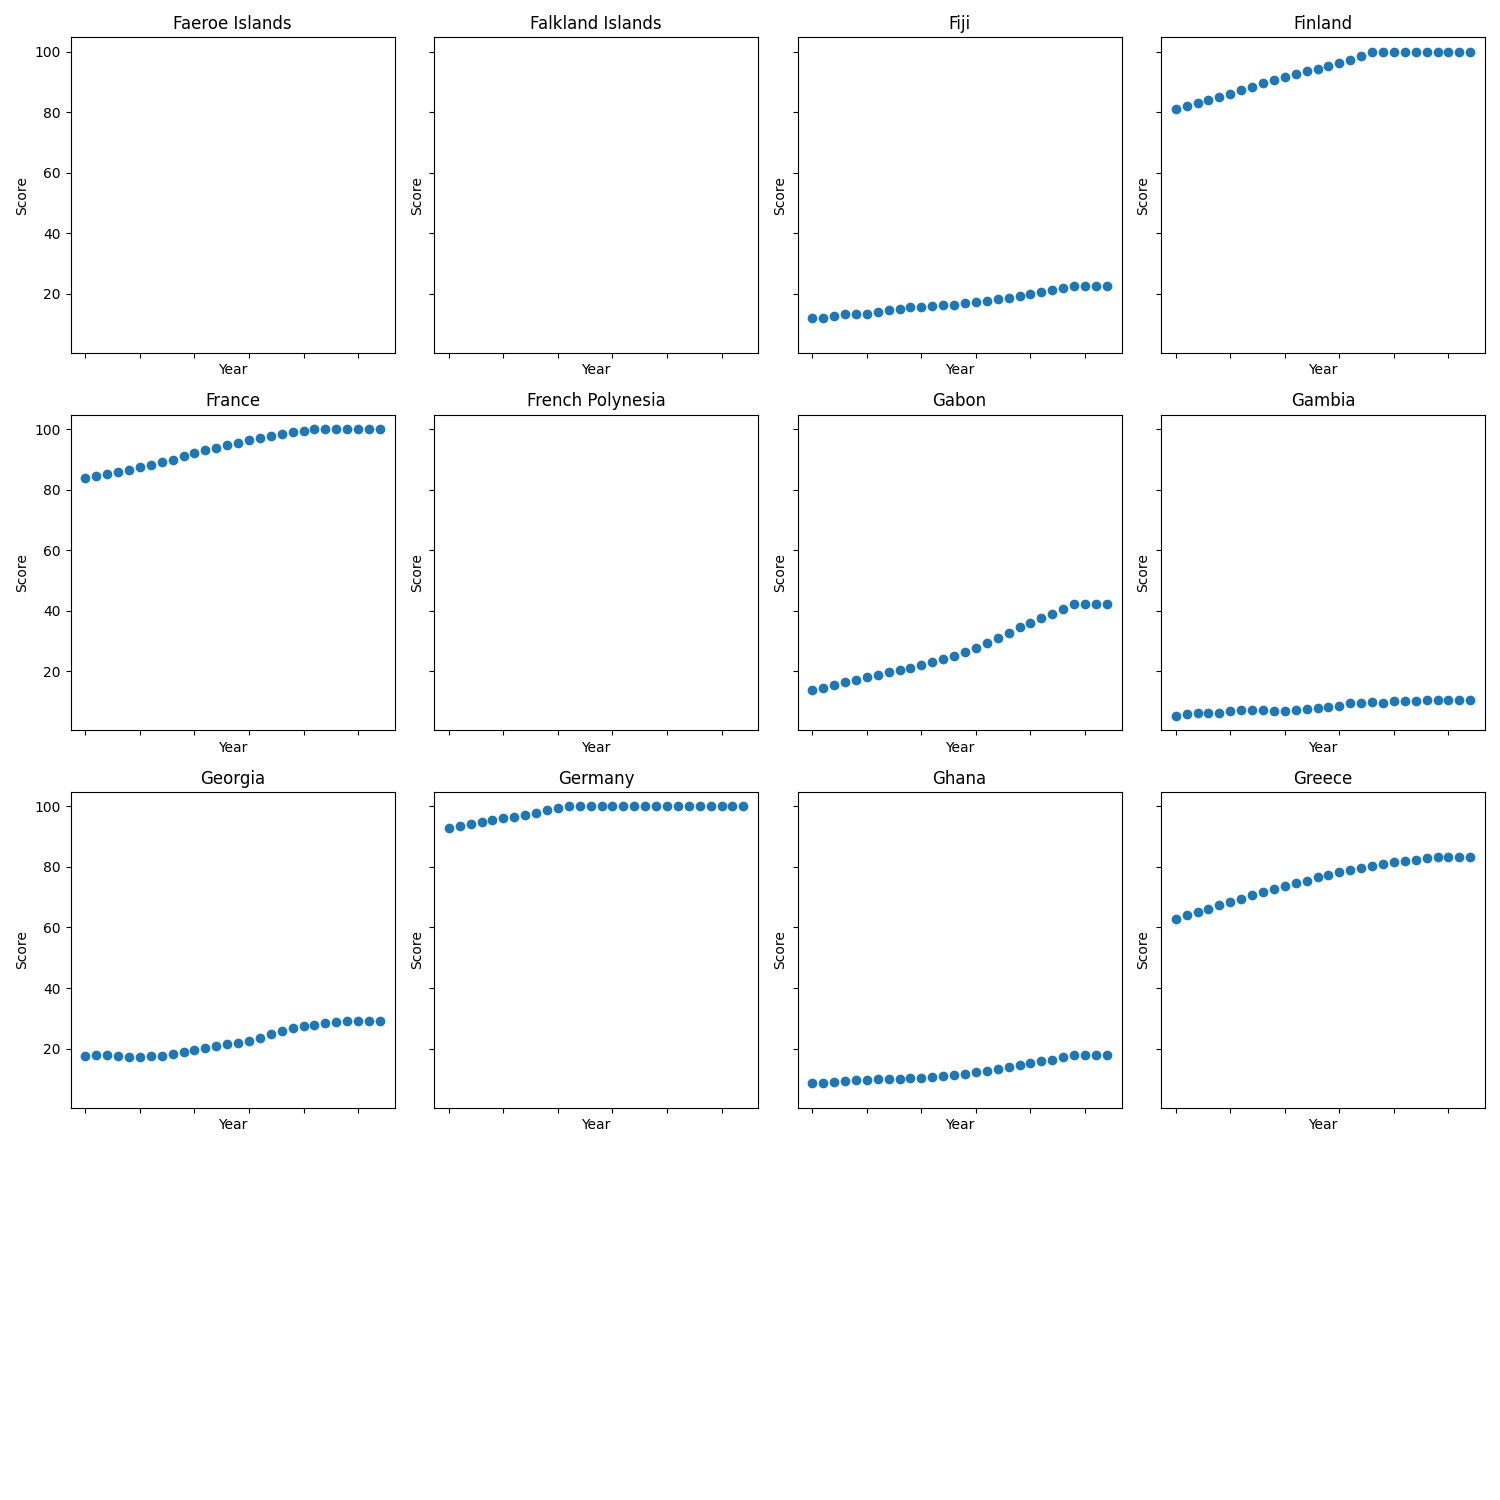 Faeroe Islands Falkland Islands Fiji Finland
100
80
60
40
20
Score Score Score Score
Year Year Year Year
France French Polynesia Gabon Gambia
100
80
60
40
20
Score Score Score Score
Year Year Year Year
Georgia Germany Ghana Greece
100
80
60
40
20
Score Score Score Score
Year Year Year Year